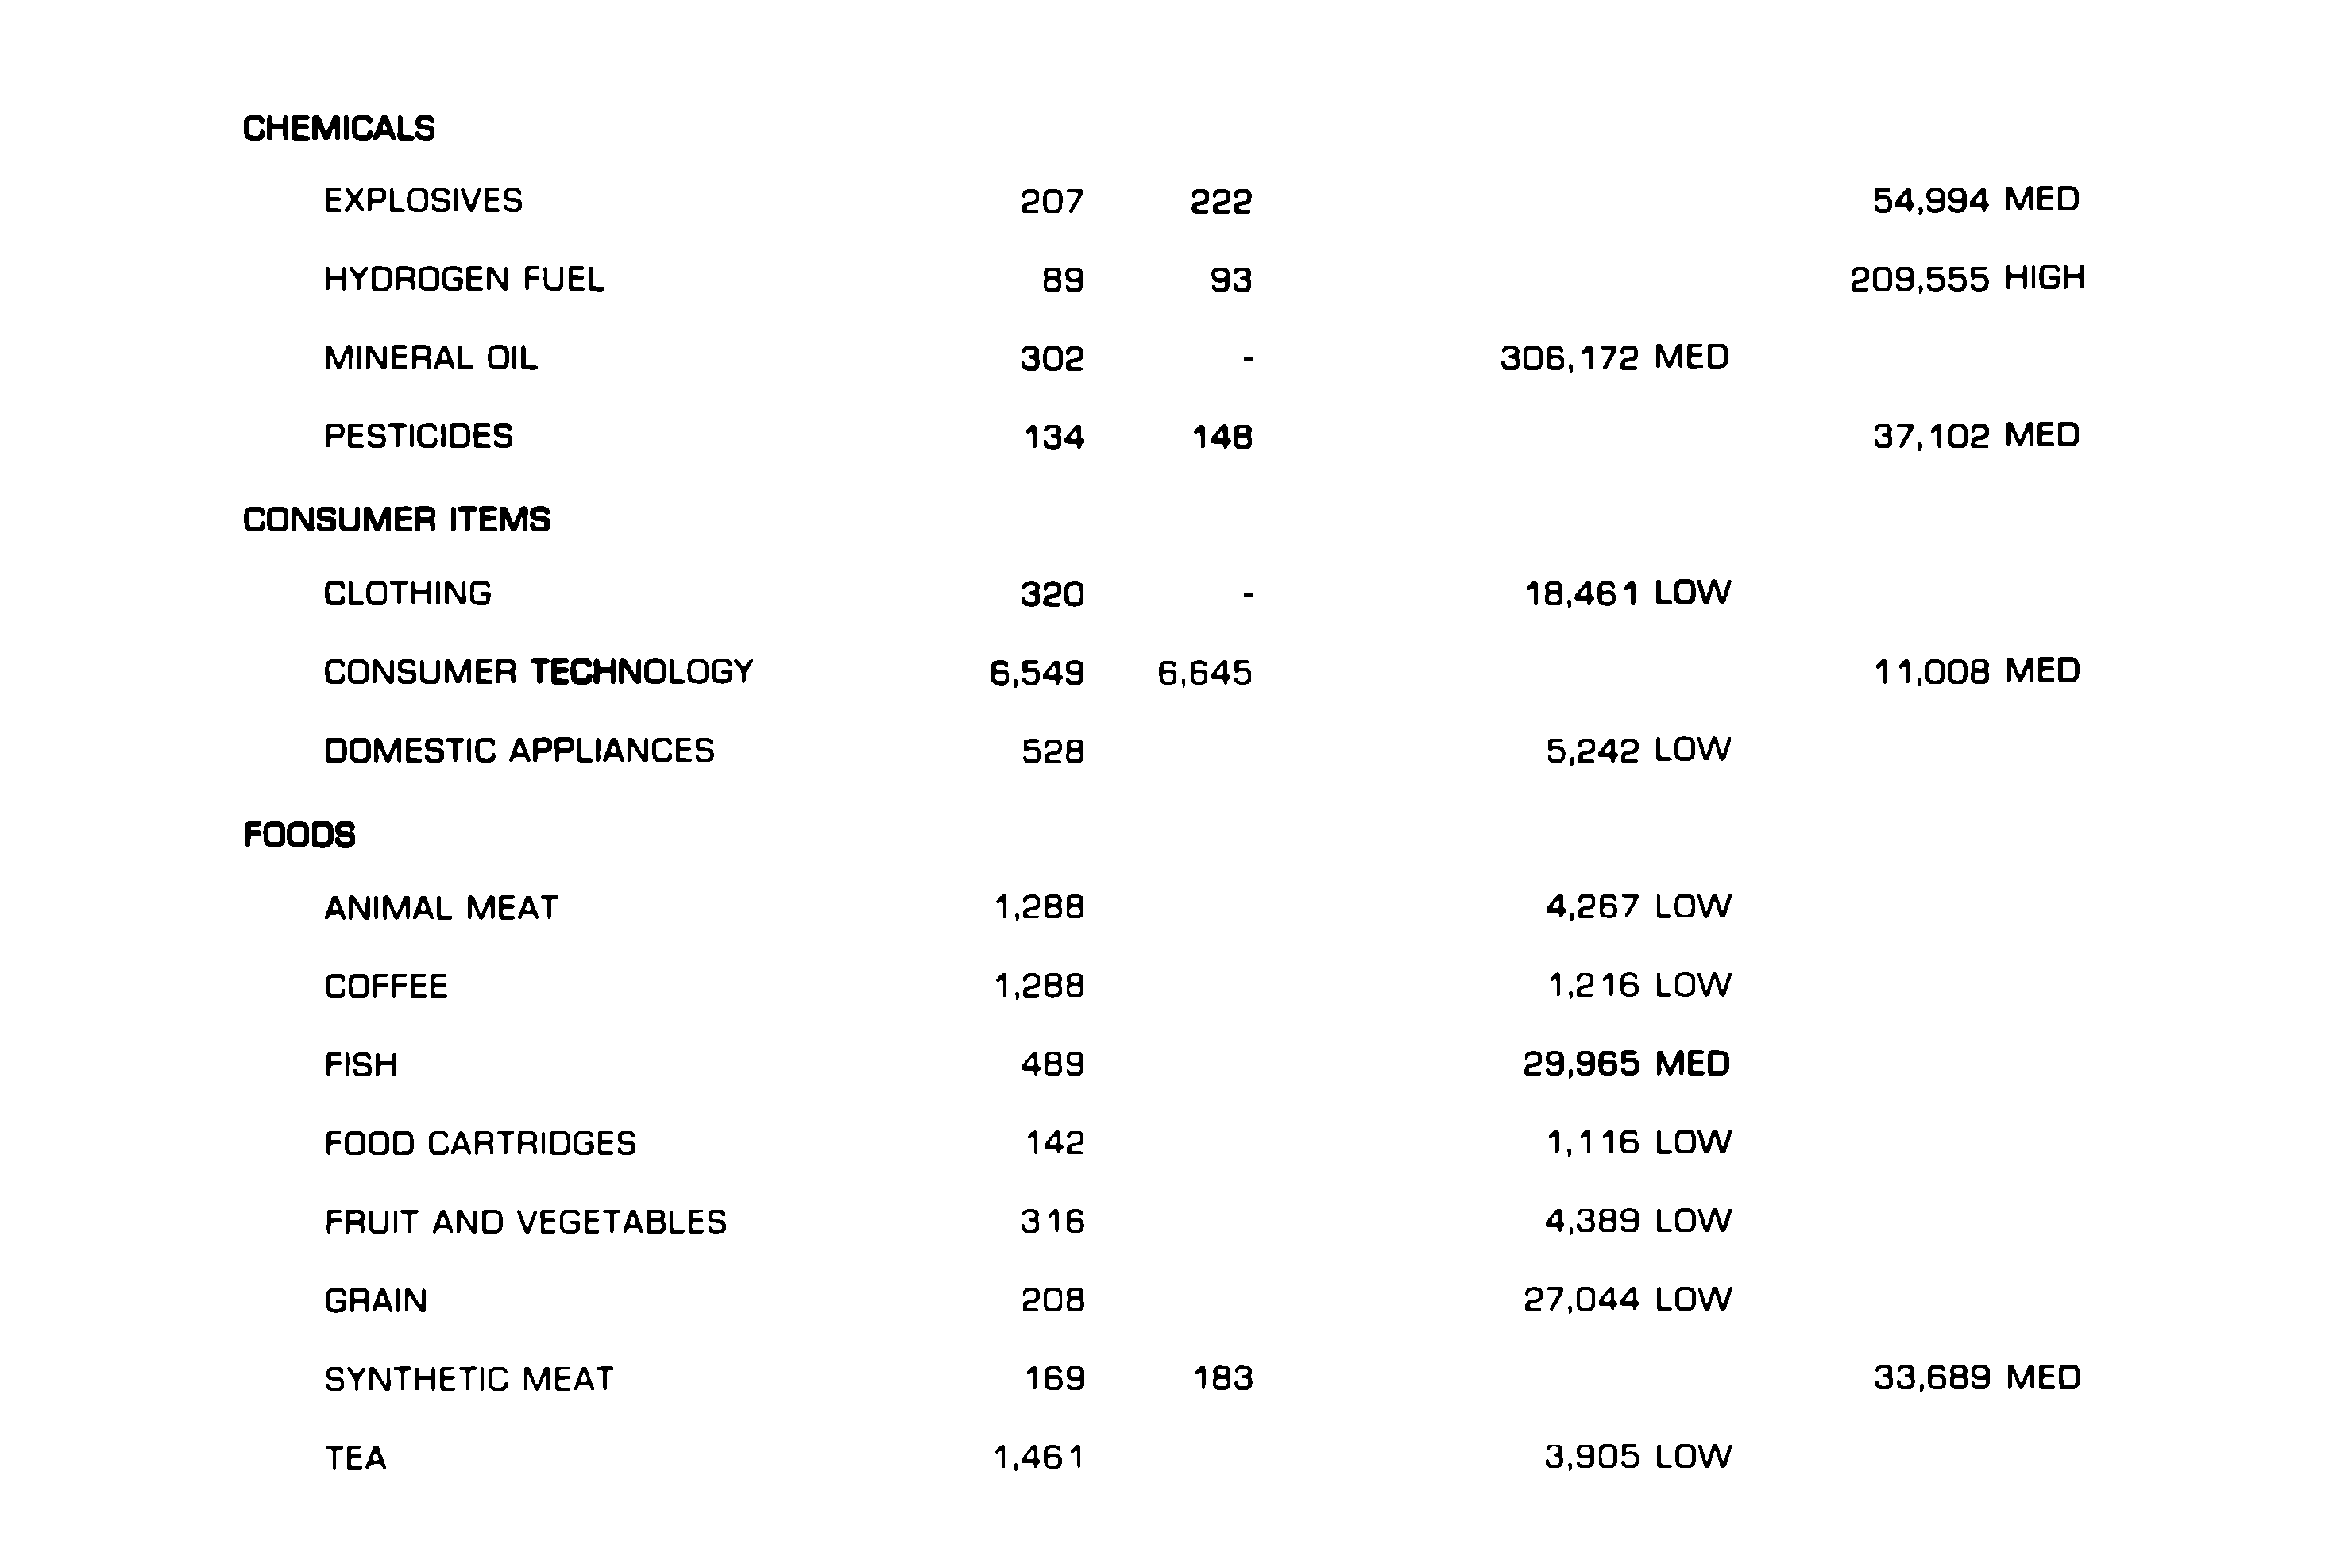 CHEMICALS
EXPLOSIVES 207 222 54,994 MED
HYDROGEN FUEL 89 93 209,555 HIGH
MINERAL OIL 302 - 306,172 MED
PESTICIDES 134 148 37,102 MED
CONSUMER ITEMS
CLOTHING 320 - 18,461 LOW
CONSUMER TECHNOLOGY 6,549 6,645 11,008 MED
DOMESTIC APPLIANCES 528 5,242 LOW
FOODS
ANIMAL MEAT 1,288 4,267 LOW
COFFEE 1,288 1,216 LOW
FISH 489 29,965 MED
FOOD CARTRIDGES 142 1,116 LOW
FRUIT AND VEGETABLES 316 4,389 LOW
GRAIN 208 27,044 LOW
SYNTHETIC MEAT 169 183 33,689 MED
TEA 1,461 3,905 LOW